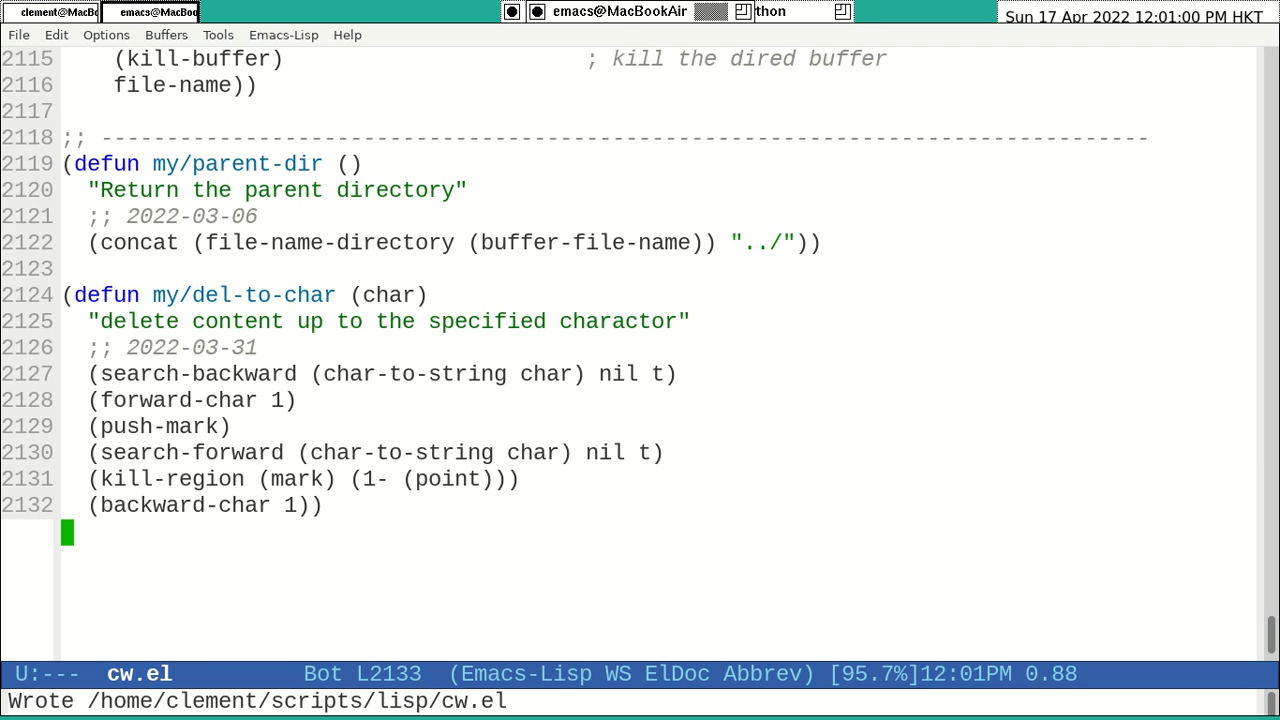 clement@MacBo emacs@MacBoo emacs@MacBookAir thon Sun 17 Apr 2022 12:01:00 PM HKT
File Edit Options Buffers Tools Emacs-Lisp Help
2115     (kill-buffer)                       ; kill the dired buffer
2116     file-name))
2117
2118 ;; --------------------------------------------------------------------------------
2119 (defun my/parent-dir ()
2120   "Return the parent directory"
2121   ;; 2022-03-06
2122   (concat (file-name-directory (buffer-file-name)) "../"))
2123
2124 (defun my/del-to-char (char)
2125   "delete content up to the specified charactor"
2126   ;; 2022-03-31
2127   (search-backward (char-to-string char) nil t)
2128   (forward-char 1)
2129   (push-mark)
2130   (search-forward (char-to-string char) nil t)
2131   (kill-region (mark) (1- (point)))
2132   (backward-char 1))
U:--- cw.el Bot L2133 (Emacs-Lisp WS ElDoc Abbrev) [95.7%]12:01PM 0.88
Wrote /home/clement/scripts/lisp/cw.el